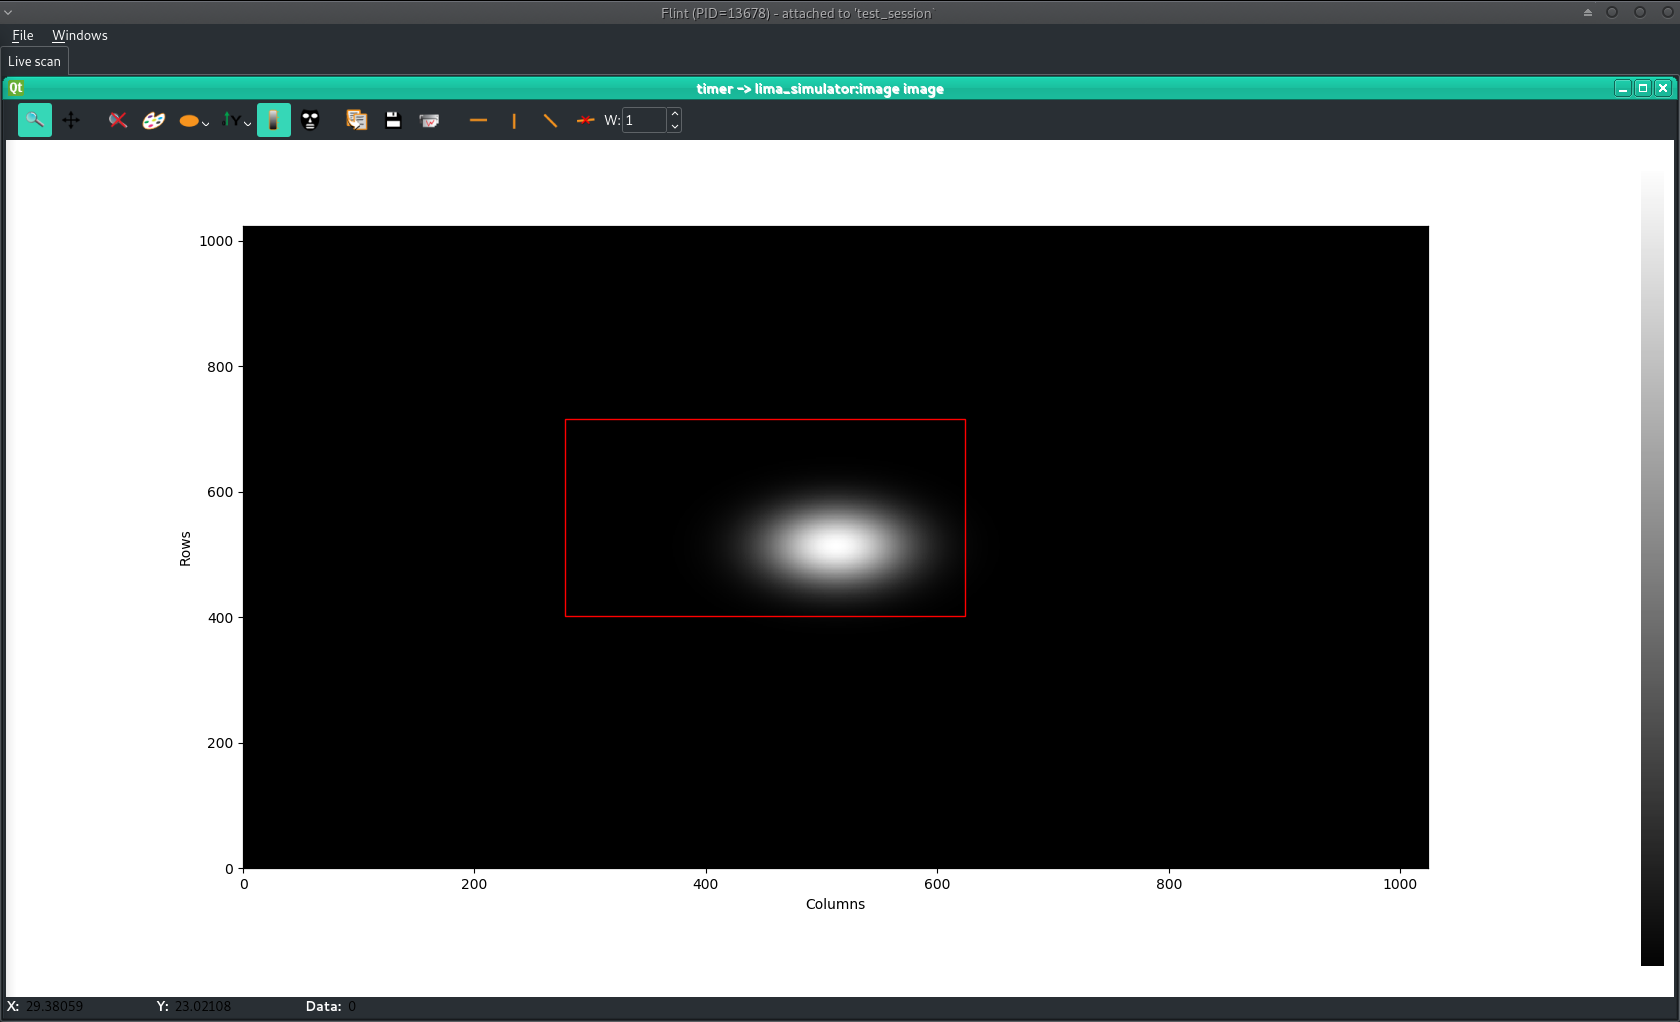 Flint (PID=13678) - attached to 'test_session'
File Windows
Live scan
Qt timer -> lima_simulator:image image
Y W: 1
1000
800
600
400
200
0
Rows
0 200 400 600 800 1000
Columns
X: 29.38059 Y: 23.02108 Data: 0